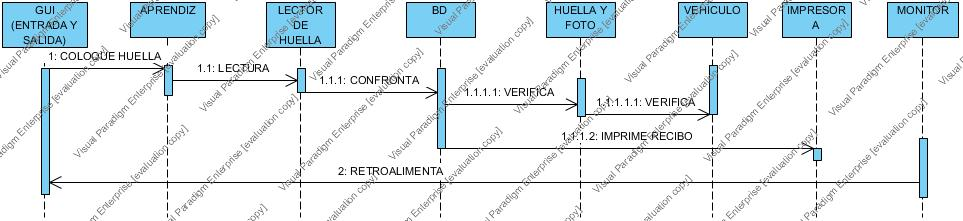 GUI
(ENTRADA Y
SALIDA)
APRENDIZ
LECTOR
DE
HUELLA
BD
HUELLA Y
FOTO
VEHICULO
IMPRESOR
A
MONITOR
1: COLOQUE HUELLA
1.1: LECTURA
1.1.1: CONFRONTA
1.1.1.1: VERIFICA
1.1.1.1.1: VERIFICA
1.1.1.2: IMPRIME RECIBO
2: RETROALIMENTA
Visual Paradigm Enterprise [evaluation copy]